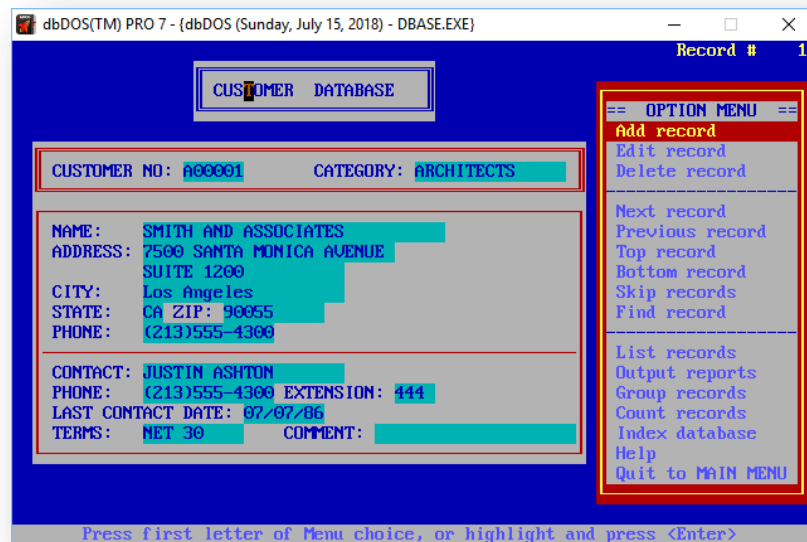 dbDOS(TM) PRO 7 - {dbDOS (Sunday, July 15, 2018) - DBASE.EXE}
Record # 1
CUSTOMER DATABASE
CUSTOMER NO: A00001 CATEGORY: ARCHITECTS
NAME: SMITH AND ASSOCIATES
ADDRESS: 7500 SANTA MONICA AVENUE
SUITE 1200
CITY: Los Angeles
STATE: CA ZIP: 90055
PHONE: (213)555-4300
CONTACT: JUSTIN ASHTON
PHONE: (213)555-4300 EXTENSION: 444
LAST CONTACT DATE: 07/07/86
TERMS: NET 30 COMMENT:
== OPTION MENU ==
Add record
Edit record
Delete record
Next record
Previous record
Top record
Bottom record
Skip records
Find record
List records
Output reports
Group records
Count records
Index database
Help
Quit to MAIN MENU
Press first letter of Menu choice, or highlight and press <Enter>